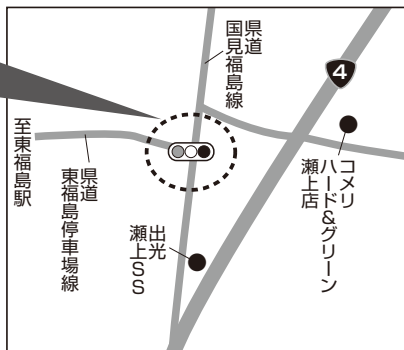 県道
国見福島線
4
コメリ
ハード&グリーン
瀬上店
至東福島駅
県道
東福島停車場線
出光
瀬上SS